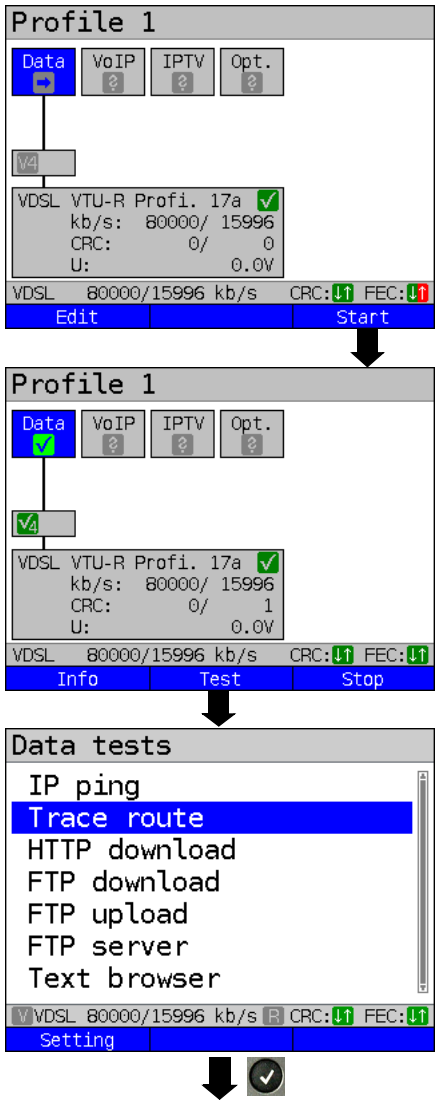 Profile 1
Data VoIP IPTV Opt.
? ? ?
V4
VDSL VTU-R Profi. 17a
kb/s: 80000/ 15996
CRC: 0/ 0
U: 0.0V
VDSL 80000/15996 kb/s CRC: FEC:
Edit Start
Profile 1
Data VoIP IPTV Opt.
? ? ?
V4
VDSL VTU-R Profi. 17a
kb/s: 80000/ 15996
CRC: 0/ 1
U: 0.0V
VDSL 80000/15996 kb/s CRC: FEC:
Info Test Stop
Data tests
IP ping
Trace route
HTTP download
FTP download
FTP upload
FTP server
Text browser
V VDSL 80000/15996 kb/s R CRC: FEC:
Setting